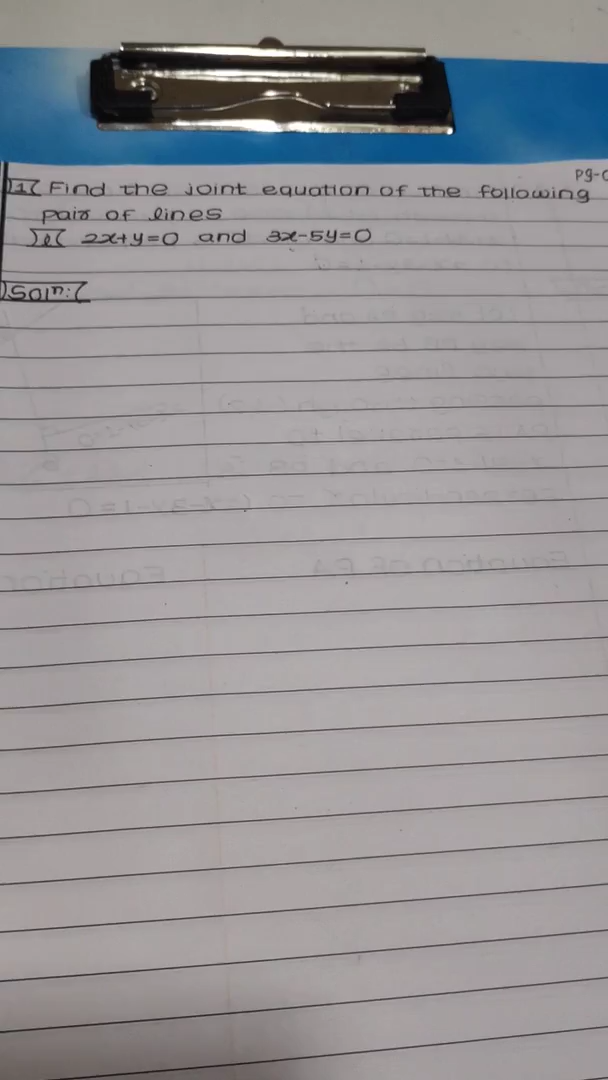 Pg-
1 Find the joint equation of the following
pair of lines
2x+y=0 and 3x-5y=0
Solⁿ: